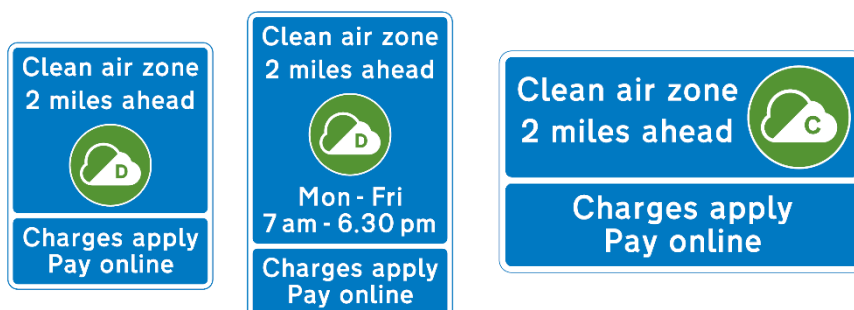 Clean air zone
2 miles ahead
D
Charges apply
Pay online
Clean air zone
2 miles ahead
D
Mon - Fri
7 am - 6.30 pm
Charges apply
Pay online
Clean air zone
2 miles ahead
C
Charges apply
Pay online